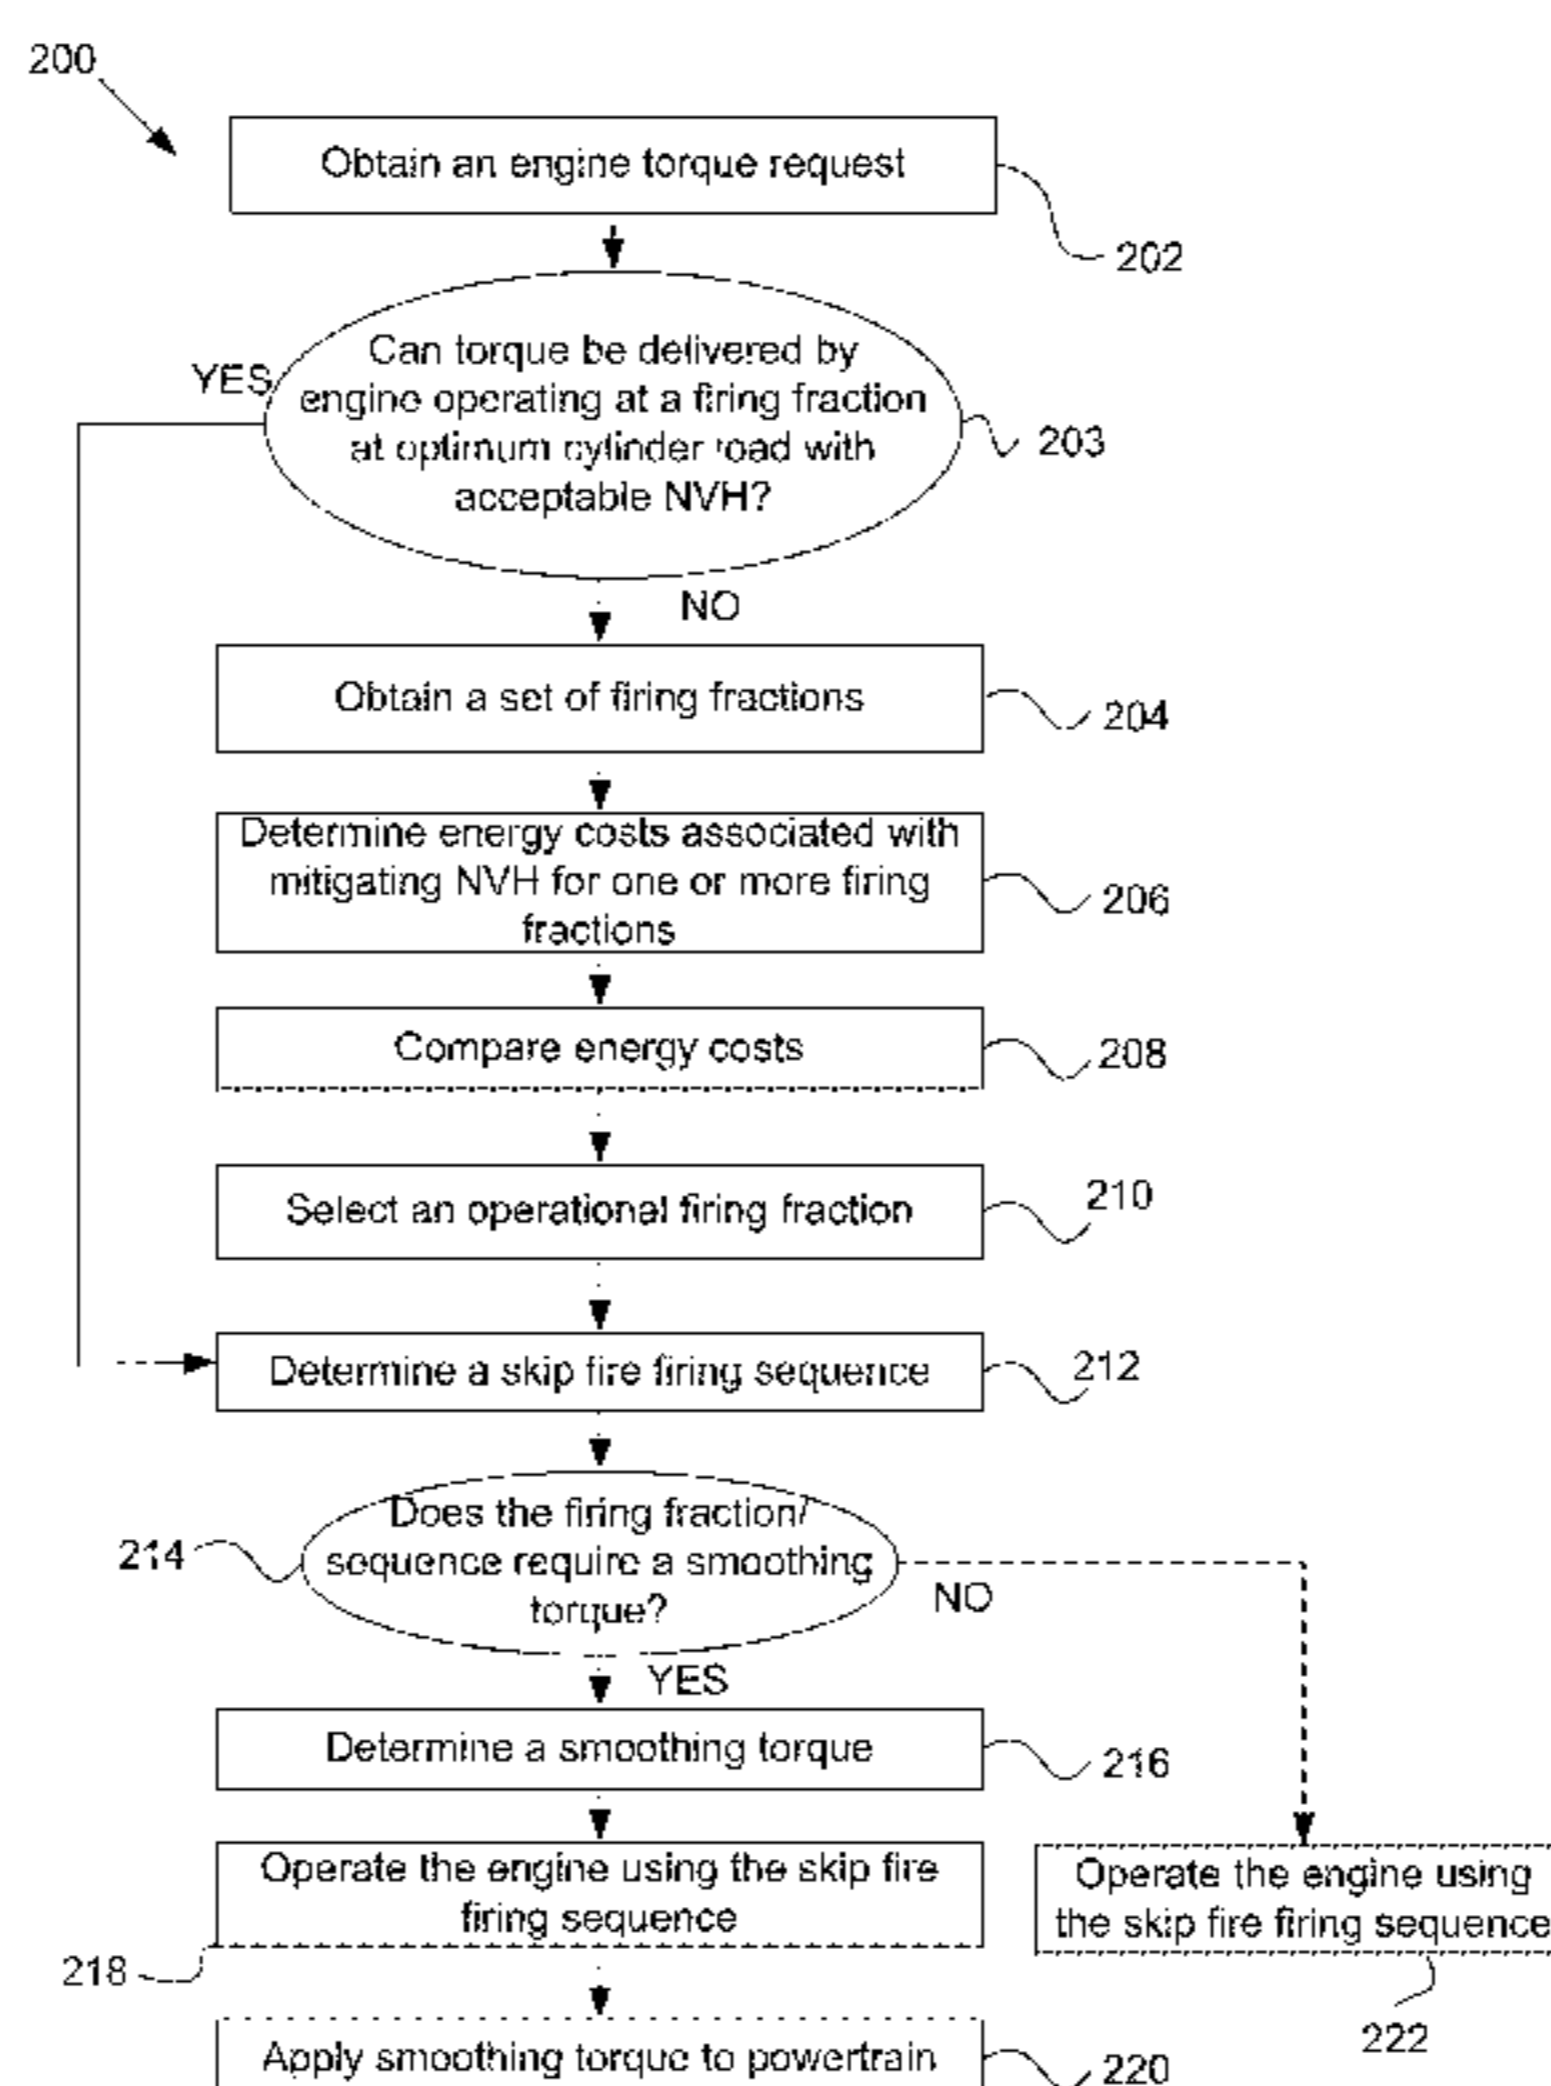 200
Obtain an engine torque request
202
Can torque be delivered by
engine operating at a firing fraction
at optimum cylinder load with
acceptable NVH?
YES
203
NO
Obtain a set of firing fractions
204
Determine energy costs associated with
mitigating NVH for one or more firing
fractions
206
Compare energy costs
208
Select an operational firing fraction
210
Determine a skip fire firing sequence
212
Does the firing fraction/
sequence require a smoothing
torque?
214
NO
YES
Determine a smoothing torque
216
Operate the engine using the skip fire
firing sequence
218
Operate the engine using
the skip fire firing sequence
222
Apply smoothing torque to powertrain
220